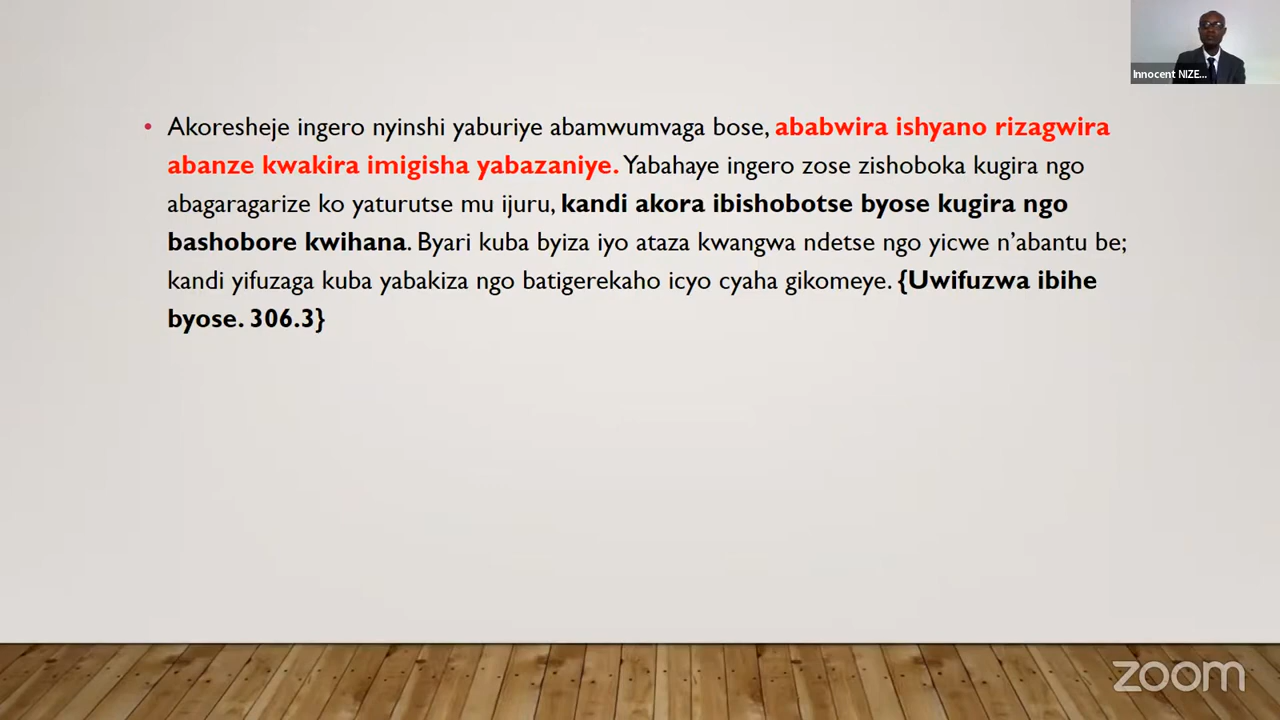 Innocent NIZE...
• Akoresheje ingero nyinshi yaburiye abamwumvaga bose, ababwira ishyano rizagwira
abanze kwakira imigisha yabazaniye. Yabahaye ingero zose zishoboka kugira ngo
abagaragarize ko yaturutse mu ijuru, kandi akora ibishobotse byose kugira ngo
bashobore kwihana. Byari kuba byiza iyo ataza kwangwa ndetse ngo yicwe n’abantu be;
kandi yifuzaga kuba yabakiza ngo batigerekaho icyo cyaha gikomeye. {Uwifuzwa ibihe
byose. 306.3}
zoom